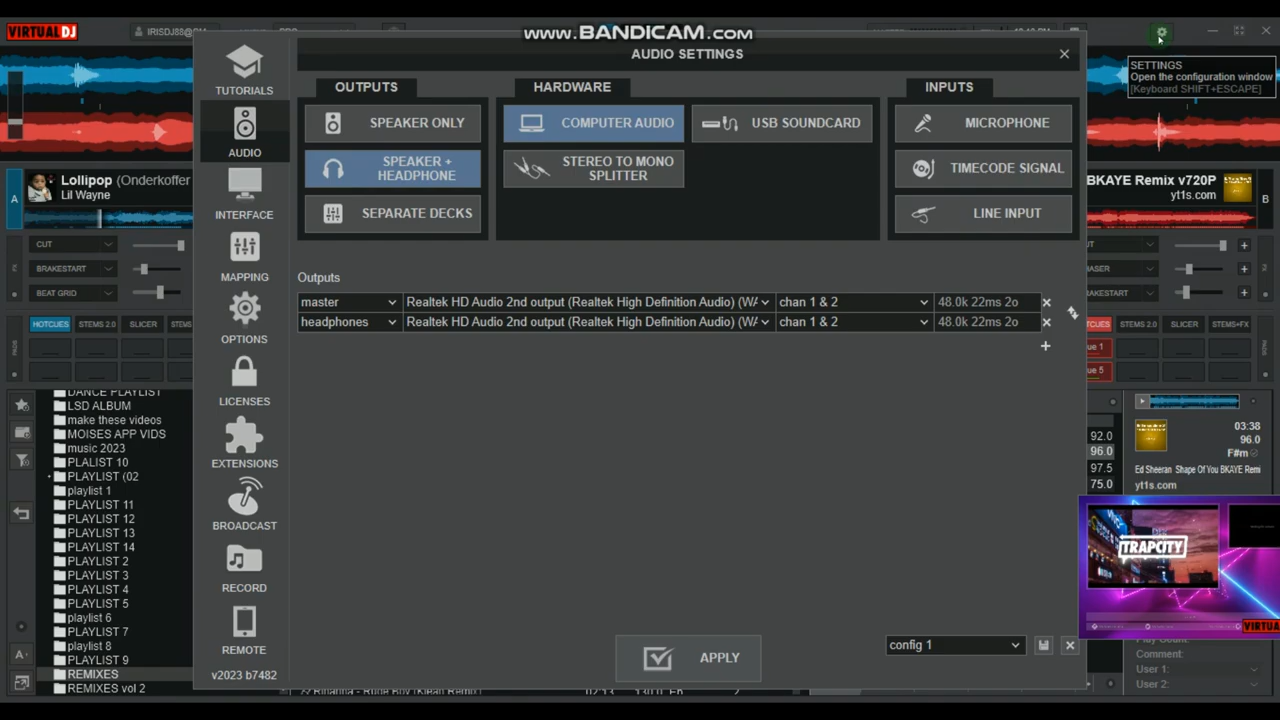 www.BANDICAM.com
VIRTUAL DJ
AUDIO SETTINGS
SETTINGS
Open the configuration window
[Keyboard SHIFT+ESCAPE]
TUTORIALS
AUDIO
INTERFACE
MAPPING
OPTIONS
LICENSES
EXTENSIONS
BROADCAST
RECORD
REMOTE
v2023 b7482
OUTPUTS
SPEAKER ONLY
SPEAKER +
HEADPHONE
SEPARATE DECKS
HARDWARE
COMPUTER AUDIO
USB SOUNDCARD
STEREO TO MONO
SPLITTER
INPUTS
MICROPHONE
TIMECODE SIGNAL
LINE INPUT
Outputs
master Realtek HD Audio 2nd output (Realtek High Definition Audio) (WA chan 1 & 2 48.0k 22ms 2o
headphones Realtek HD Audio 2nd output (Realtek High Definition Audio) (WA chan 1 & 2 48.0k 22ms 2o
APPLY
config 1
A
Lollipop (Onderkoffer
Lil Wayne
FX
CUT
BRAKESTART
BEAT GRID
HOTCUES STEMS 2.0 SLICER STEMS
PADS
DANCE PLAYLIST
LSD ALBUM
make these videos
MOISES APP VIDS
music 2023
PLALIST 10
PLAYLIST (02
playlist 1
PLAYLIST 11
PLAYLIST 12
PLAYLIST 13
PLAYLIST 14
PLAYLIST 2
PLAYLIST 3
PLAYLIST 4
PLAYLIST 5
playlist 6
PLAYLIST 7
playlist 8
PLAYLIST 9
REMIXES
REMIXES vol 2
BKAYE Remix v720P
yt1s.com
B
FX
SLICER STEMS+FX
STEMS 2.0
PADS
92.0
96.0
97.5
75.0
03:38
96.0
F#m
Ed Sheeran Shape Of You BKAYE Remi
yt1s.com
TRAPCITY
Comment:
User 1:
User 2: